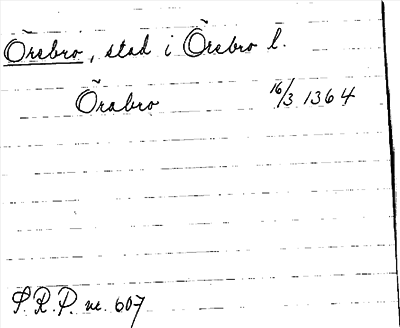 Örebro, stad i Örebro l.
Örabro 16/3 1364
S.R.P. nr. 607